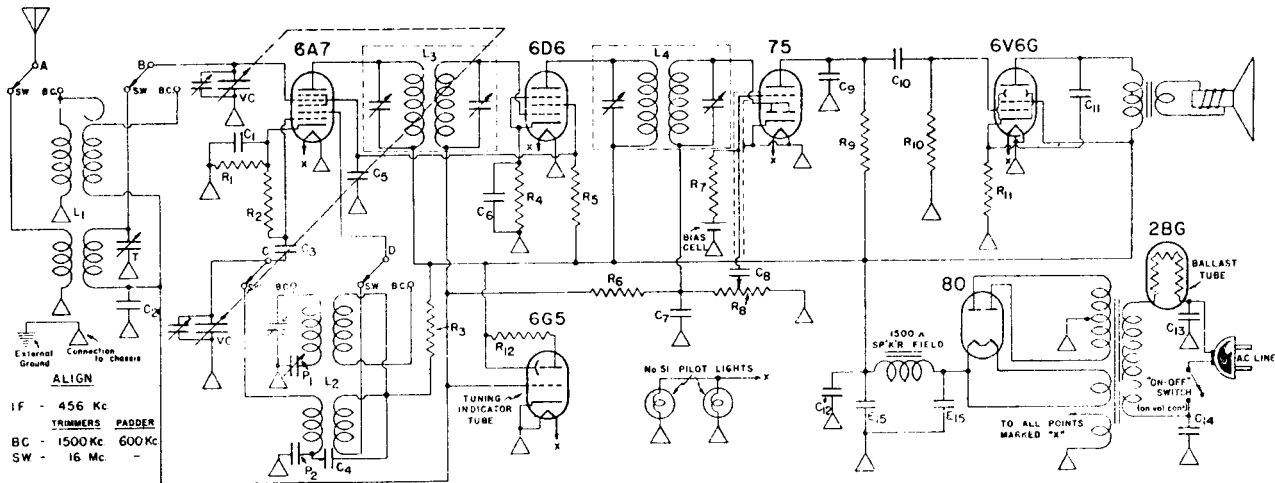 6A7
L3
6D6
L4
75
6V6G
A
B
SW
BC
SW
BC
VC
C1
R1
R2
C5
C6
R4
R5
R7
BIAS
CELL
C9
C10
R9
R10
R11
C11
L1
T
C2
C
C3
D
BC
SW
BC
R3
VC
P1
L2
P2
C4
R6
C7
C8
R8
6G5
R12
TUNING
INDICATOR
TUBE
x
x
x
x
x
x
No 51 PILOT LIGHTS
80
1500 Λ
SP'K'R FIELD
C12
E15
E15
2BG
BALLAST
TUBE
C13
A.C LINE
"ON-OFF"
SWITCH
(on vol cont)
C14
TO ALL POINTS
MARKED "X"
External
Ground
Connection
to chassis
ALIGN
IF - 456 Kc.
TRIMMERS PADDER
BC - 1500 Kc. 600 Kc
SW - 16 Mc. -